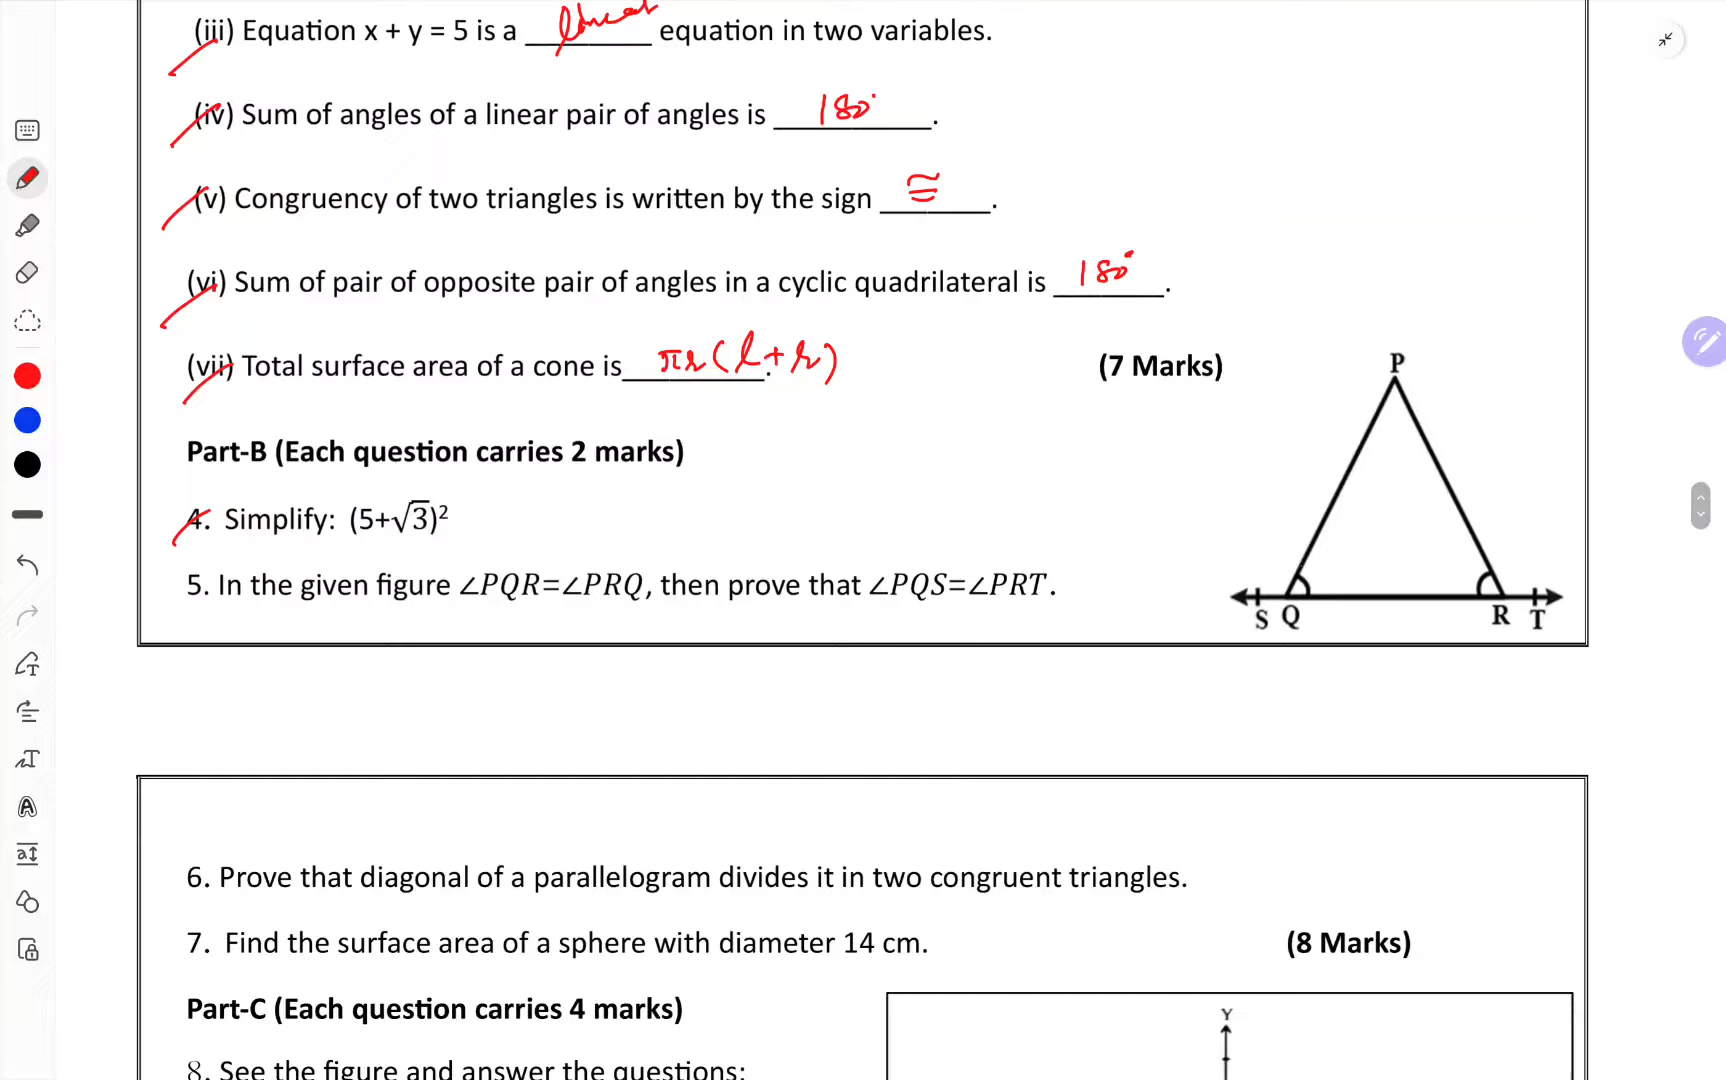 (iii) Equation x + y = 5 is a linear equation in two variables.
(iv) Sum of angles of a linear pair of angles is 180°.
(v) Congruency of two triangles is written by the sign ≅.
(vi) Sum of pair of opposite pair of angles in a cyclic quadrilateral is 180°.
(vii) Total surface area of a cone is πr(l+r). (7 Marks)
P
Part-B (Each question carries 2 marks)
4. Simplify: (5+√3)²
5. In the given figure ∠PQR=∠PRQ, then prove that ∠PQS=∠PRT.
S Q R T
6. Prove that diagonal of a parallelogram divides it in two congruent triangles.
7. Find the surface area of a sphere with diameter 14 cm. (8 Marks)
Part-C (Each question carries 4 marks)
Y
8. See the figure and answer the questions: